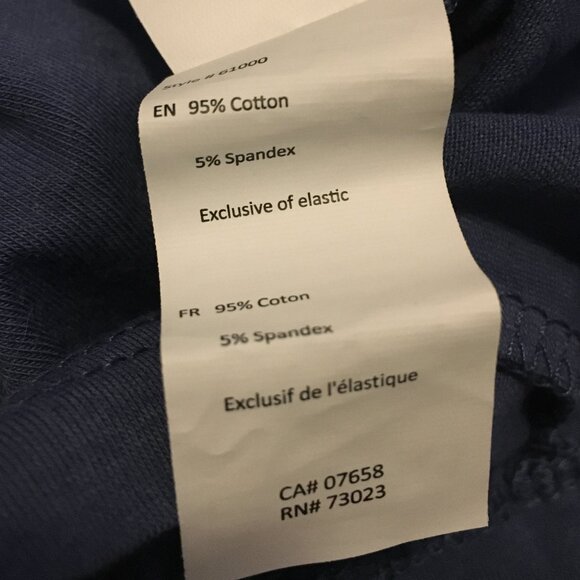 Style # 61000
EN 95% Cotton
5% Spandex
Exclusive of elastic
FR 95% Coton
5% Spandex
Exclusif de l'élastique
CA# 07658
RN# 73023